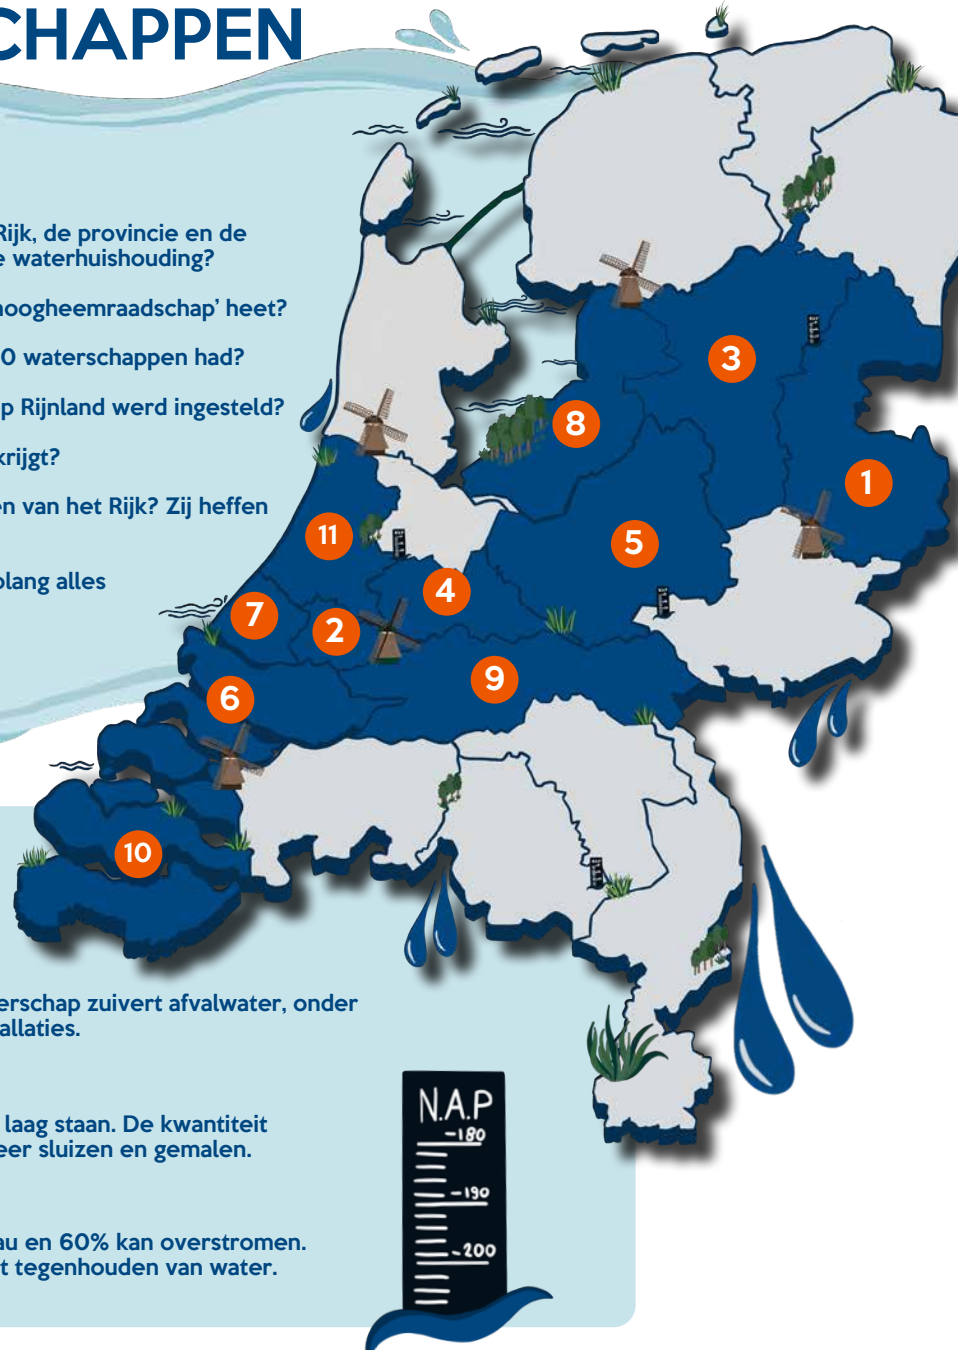 CHAPPEN
Rijk, de provincie en de
e waterhuishouding?
hoogheemraadschap’ heet?
0 waterschappen had?
p Rijnland werd ingesteld?
krijgt?
en van het Rijk? Zij heffen
olang alles
3
8
1
11
5
4
7
2
9
6
10
erschap zuivert afvalwater, onder
allaties.
laag staan. De kwantiteit
eer sluizen en gemalen.
au en 60% kan overstromen.
t tegenhouden van water.
N.A.P
-180
-190
-200